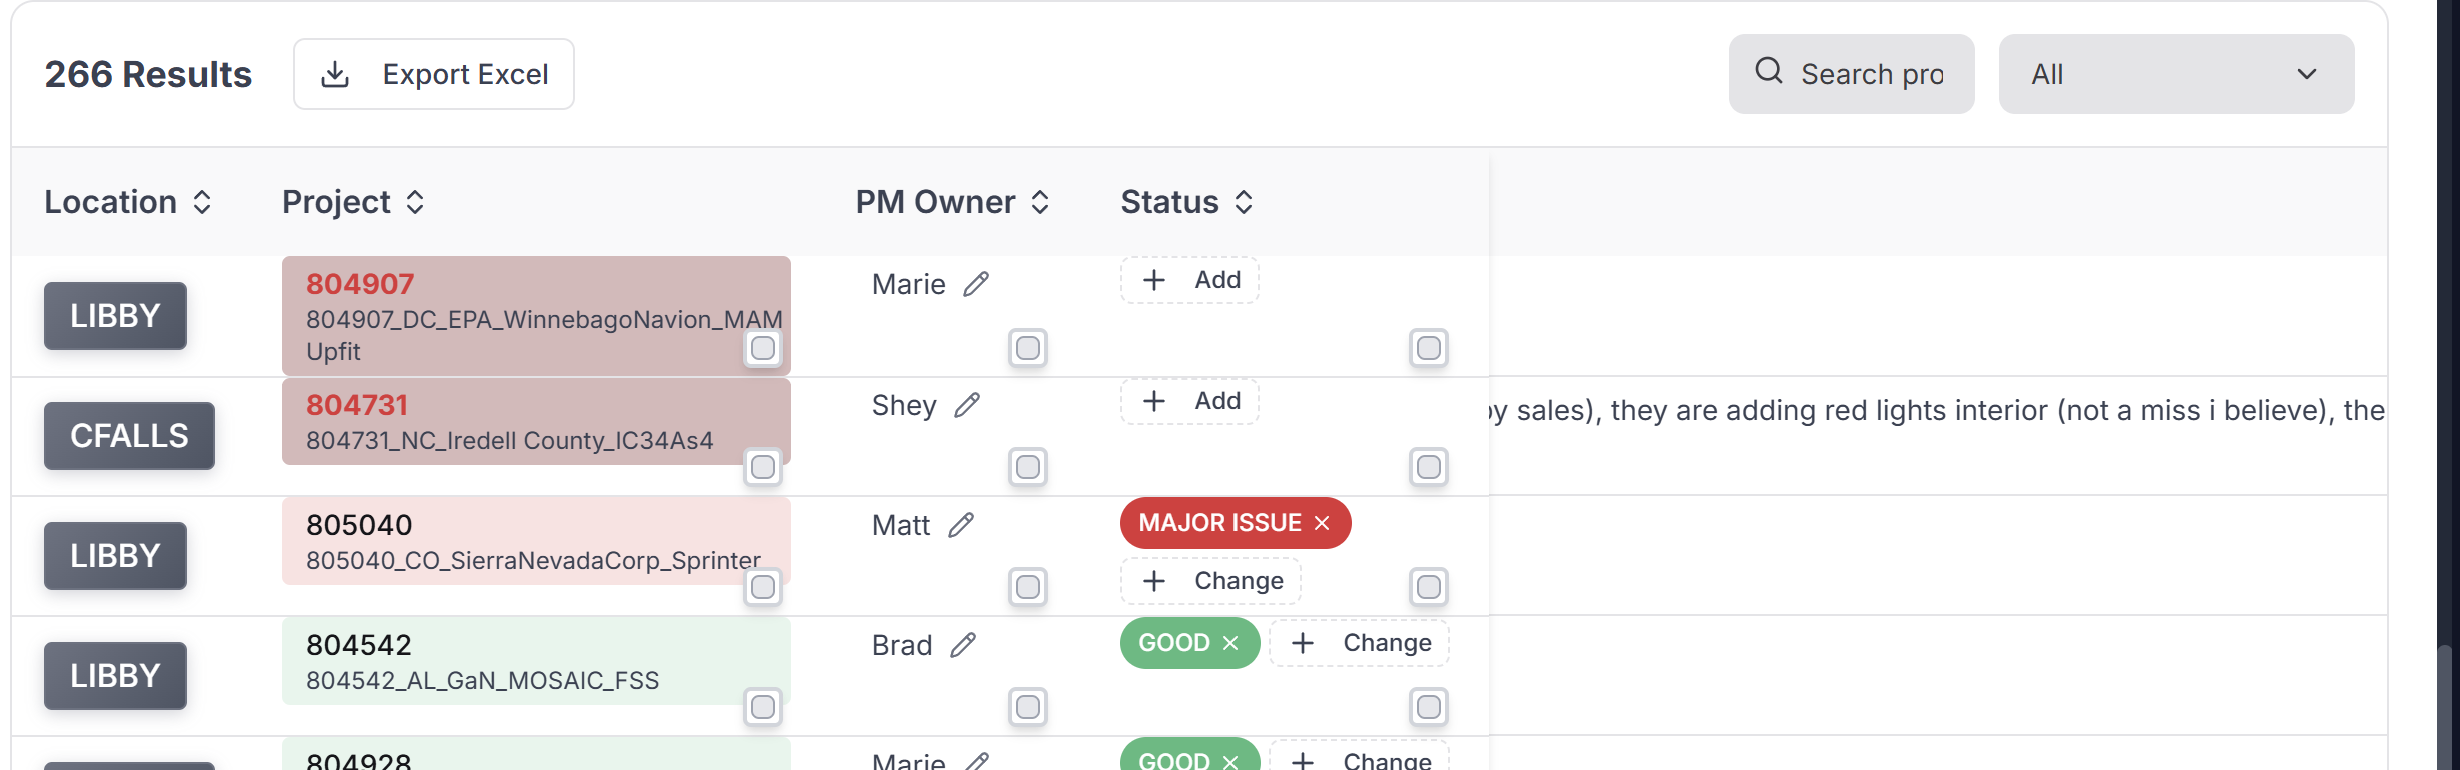 266 Results Export Excel Search pro All
Location Project PM Owner Status
LIBBY
804907
804907_DC_EPA_WinnebagoNavion_MAM
Upfit
Marie
Add
CFALLS
804731
804731_NC_Iredell County_IC34As4
Shey
Add
y sales), they are adding red lights interior (not a miss i believe), the
LIBBY
805040
805040_CO_SierraNevadaCorp_Sprinter
Matt
MAJOR ISSUE
Change
LIBBY
804542
804542_AL_GaN_MOSAIC_FSS
Brad
GOOD
Change
804928
Marie
GOOD
Change